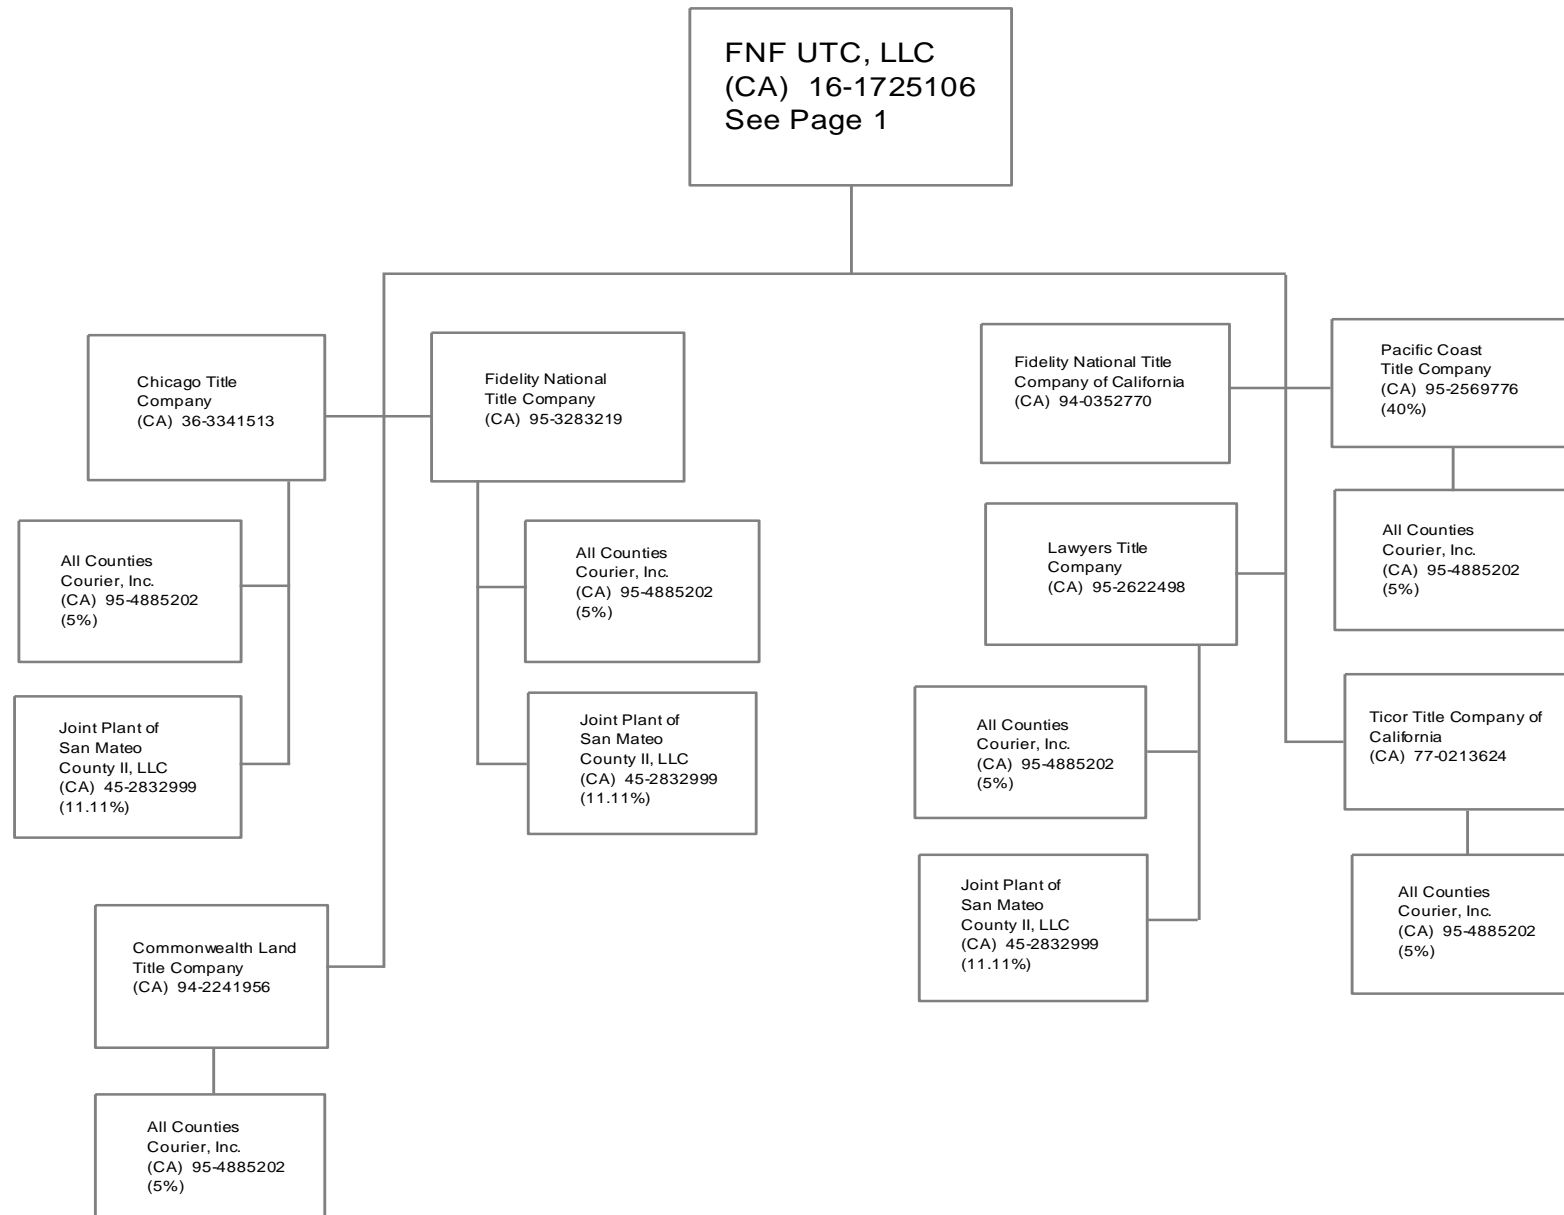 FNF UTC, LLC
(CA) 16-1725106
See Page 1
Chicago Title
Company
(CA) 36-3341513
Fidelity National
Title Company
(CA) 95-3283219
Fidelity National Title
Company of California
(CA) 94-0352770
Pacific Coast
Title Company
(CA) 95-2569776
(40%)
All Counties
Courier, Inc.
(CA) 95-4885202
(5%)
All Counties
Courier, Inc.
(CA) 95-4885202
(5%)
Lawyers Title
Company
(CA) 95-2622498
All Counties
Courier, Inc.
(CA) 95-4885202
(5%)
Joint Plant of
San Mateo
County II, LLC
(CA) 45-2832999
(11.11%)
Joint Plant of
San Mateo
County II, LLC
(CA) 45-2832999
(11.11%)
All Counties
Courier, Inc.
(CA) 95-4885202
(5%)
Ticor Title Company of
California
(CA) 77-0213624
Joint Plant of
San Mateo
County II, LLC
(CA) 45-2832999
(11.11%)
All Counties
Courier, Inc.
(CA) 95-4885202
(5%)
Commonwealth Land
Title Company
(CA) 94-2241956
All Counties
Courier, Inc.
(CA) 95-4885202
(5%)